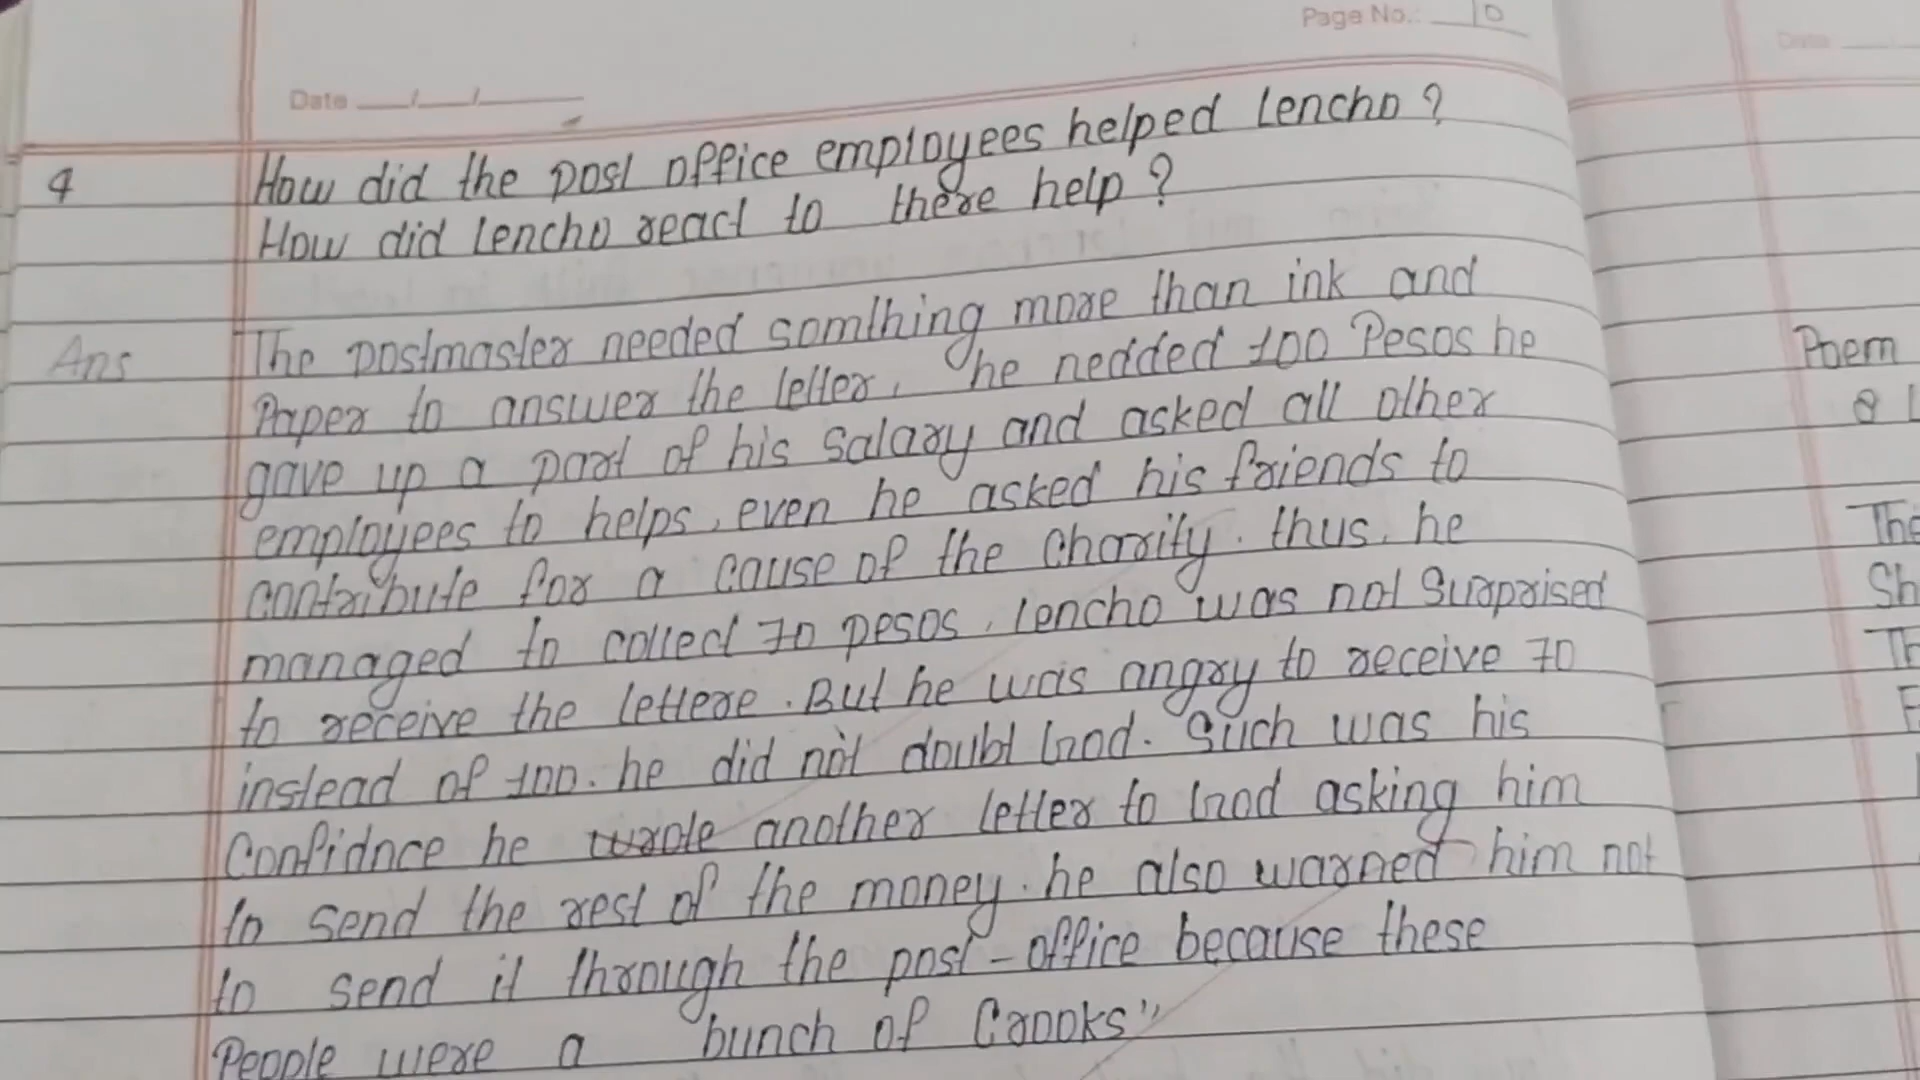 Page No.: 10
Date
Date
4 How did the post office employees helped lencho?
How did lencho react to there help?
Ans The postmaster needed somthing more than ink and
Paper to answer the letter, he nedded 100 Pesos he
gave up a part of his salary and asked all other
employees to helps, even he asked his friends to
contribute for a cause of the Charity. thus, he
managed to collect 70 pesos. lencho was not Surprised
to receive the lettere. But he was angry to receive 70
instead of 100. he did not doubt God. Such was his
Confidnce he wrote another letter to God asking him
to send the rest of the money. he also warned him not
to send it through the post-office because these
People were a "bunch of Crooks"
Poem